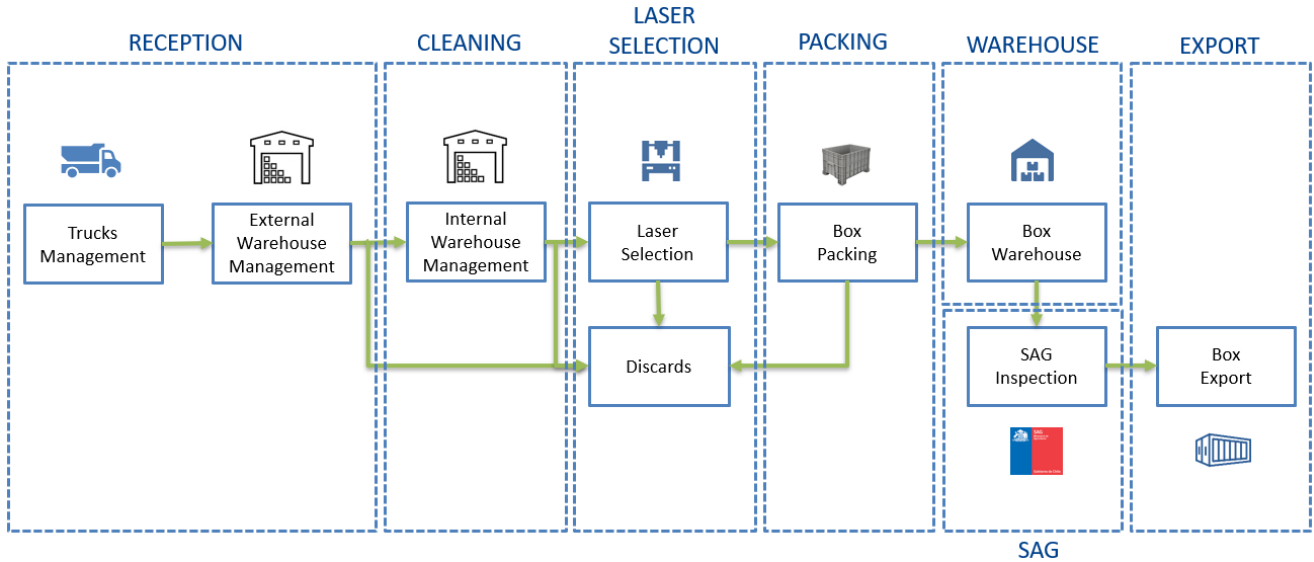 RECEPTION
CLEANING
LASER
SELECTION
PACKING
WAREHOUSE
EXPORT
Trucks
Management
External
Warehouse
Management
Internal
Warehouse
Management
Laser
Selection
Box
Packing
Box
Warehouse
Discards
SAG
Inspection
Box
Export
SAG
SAG